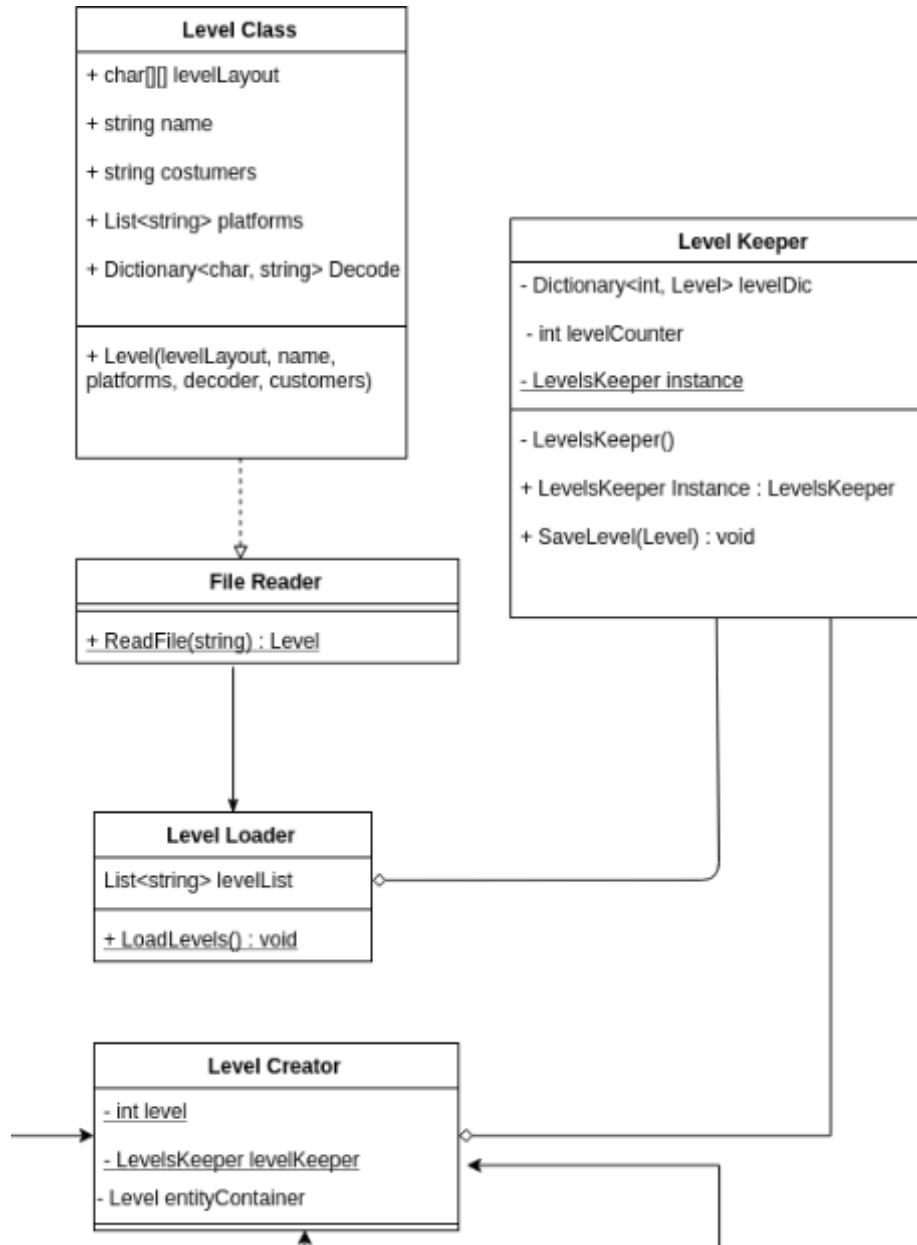 Level Class
+ char[][] levelLayout
+ string name
+ string costumers
+ List<string> platforms
+ Dictionary<char, string> Decode
+ Level(levelLayout, name,
platforms, decoder, customers)
Level Keeper
- Dictionary<int, Level> levelDic
- int levelCounter
- LevelsKeeper instance
- LevelsKeeper()
+ LevelsKeeper Instance : LevelsKeeper
+ SaveLevel(Level) : void
File Reader
+ ReadFile(string) : Level
Level Loader
List<string> levelList
+ LoadLevels() : void
Level Creator
- int level
- LevelsKeeper levelKeeper
- Level entityContainer